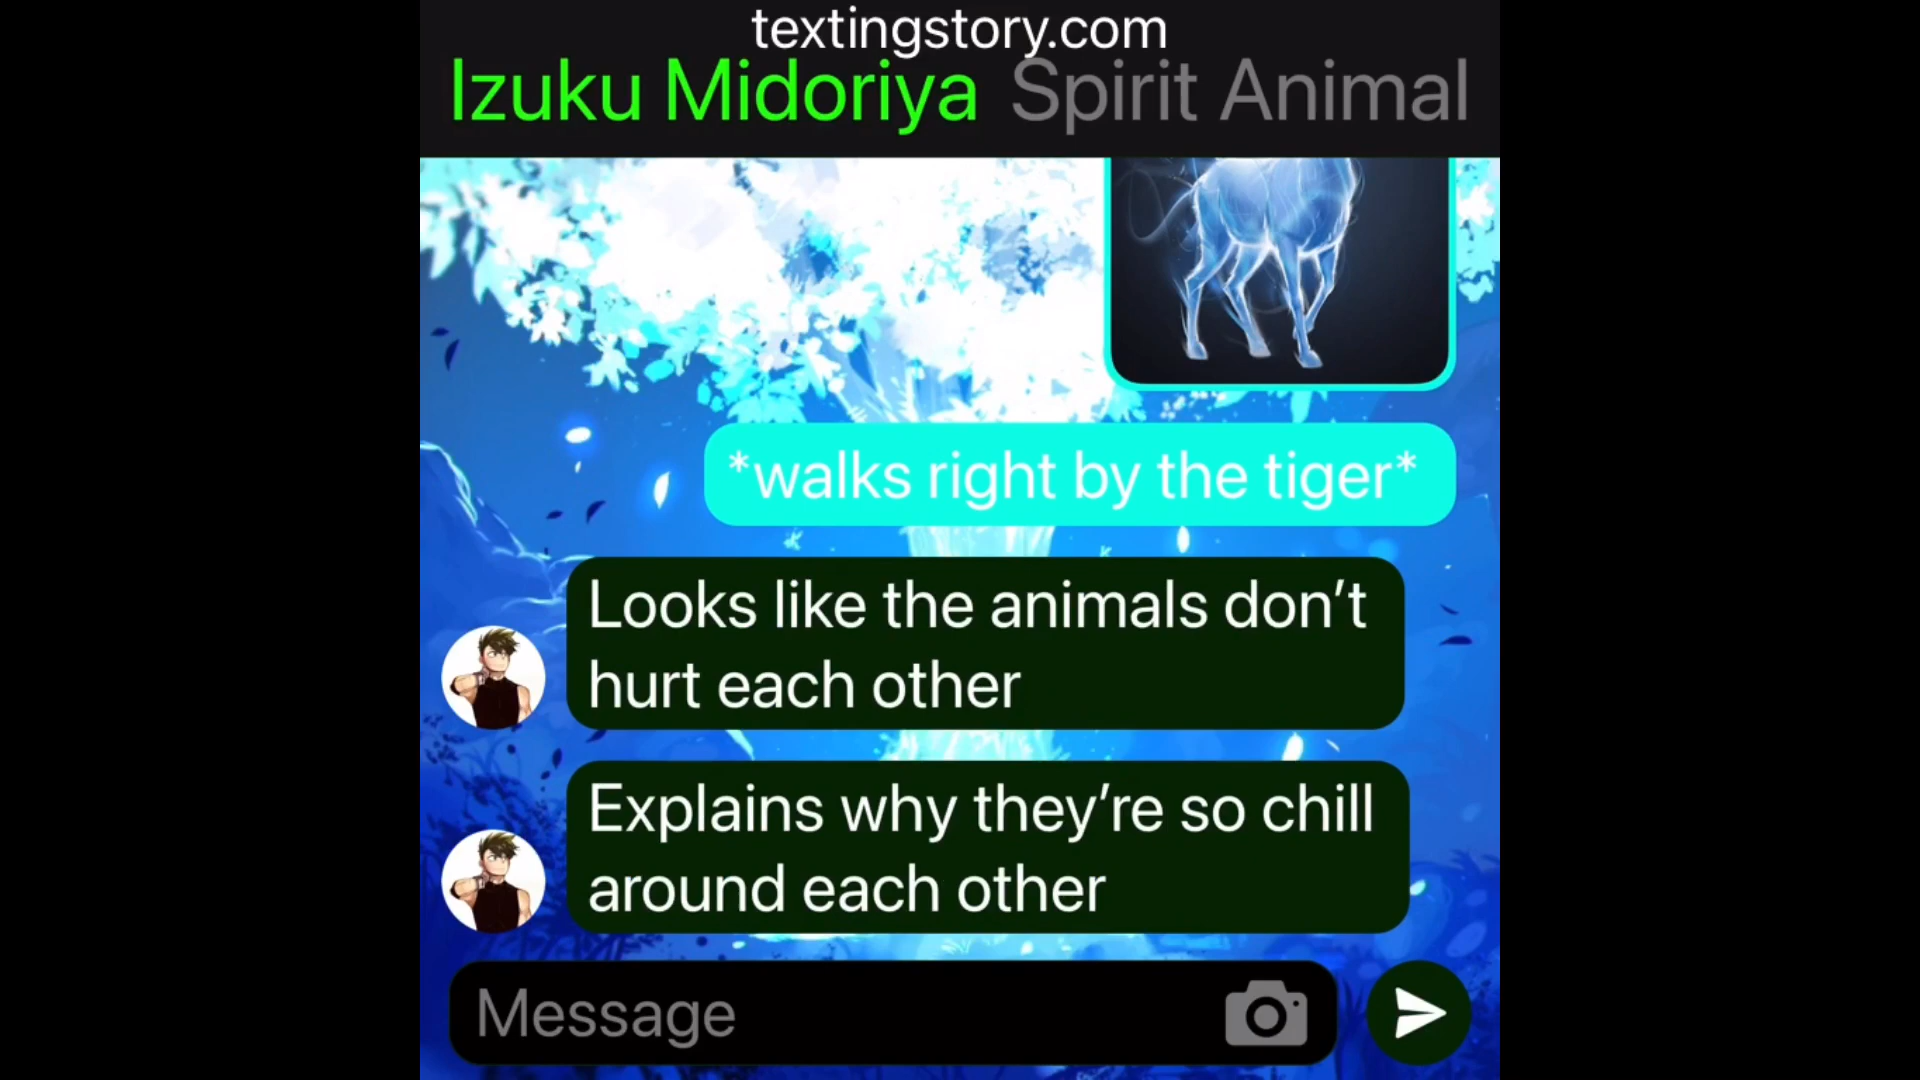 textingstory.com
Izuku Midoriya Spirit Animal
*walks right by the tiger*
Looks like the animals don’t
hurt each other
Explains why they’re so chill
around each other
Message